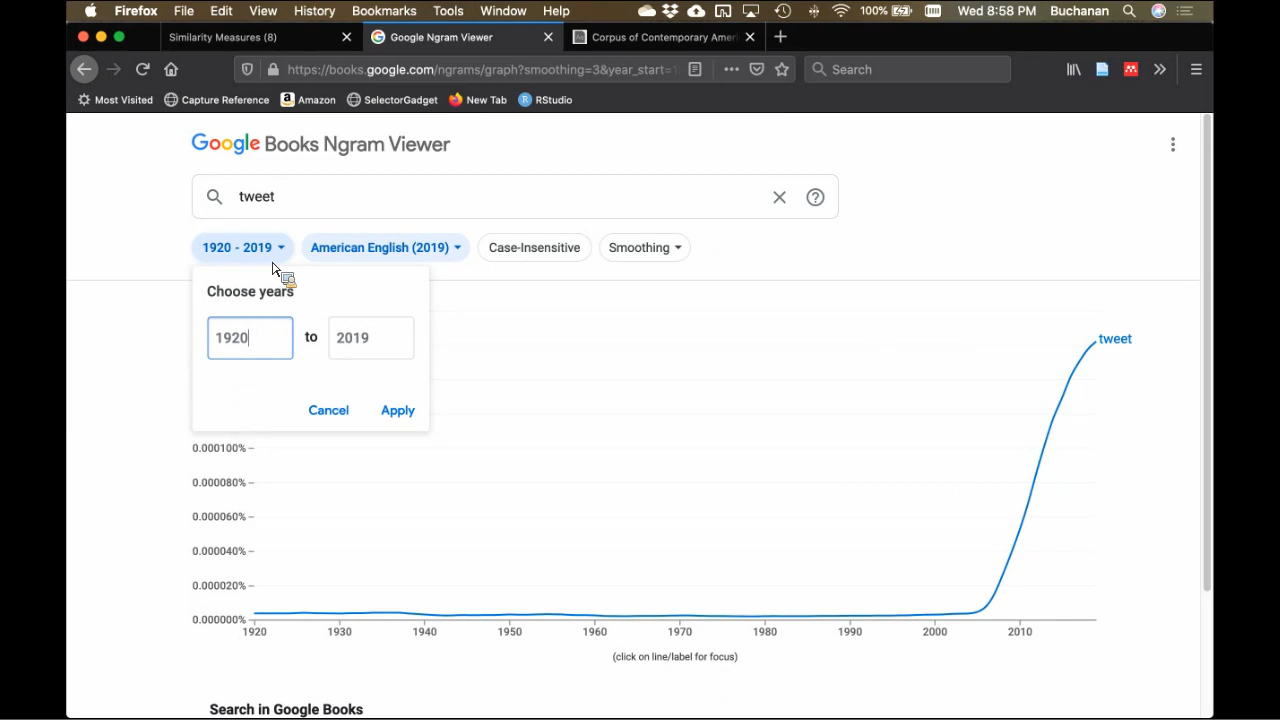 Firefox File Edit View History Bookmarks Tools Window Help 100% Wed 8:58 PM Buchanan
Similarity Measures (8) Google Ngram Viewer Corpus of Contemporary Ameri
https://books.google.com/ngrams/graph?smoothing=3&year_start=1 Search
Most Visited Capture Reference Amazon SelectorGadget New Tab RStudio
Google Books Ngram Viewer
tweet
1920 - 2019 American English (2019) Case-Insensitive Smoothing
Choose years
1920 to 2019
Cancel Apply
tweet
0.000100%
0.000080%
0.000060%
0.000040%
0.000020%
0.000000%
1920 1930 1940 1950 1960 1970 1980 1990 2000 2010
(click on line/label for focus)
Search in Google Books